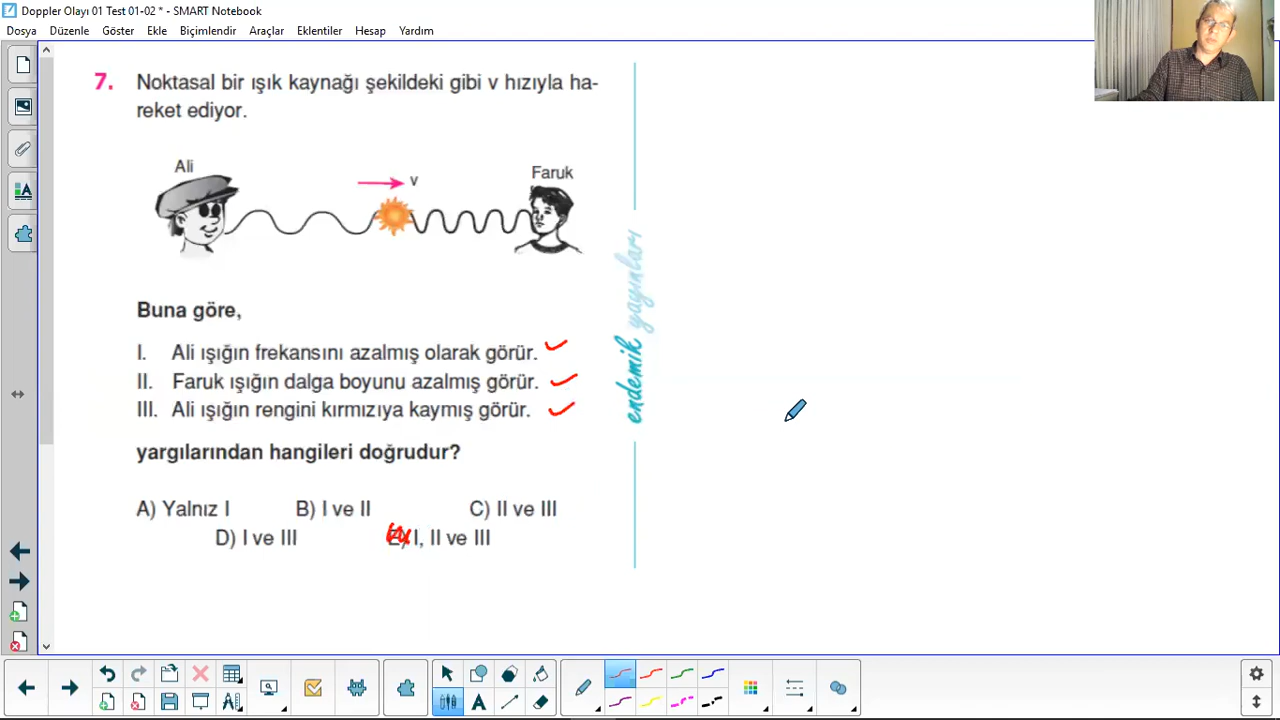 Doppler Olayı 01 Test 01-02 * - SMART Notebook
Dosya Düzenle Göster Ekle Biçimlendir Araçlar Eklentiler Hesap Yardım
7. Noktasal bir ışık kaynağı şekildeki gibi v hızıyla ha-
reket ediyor.
Ali
v
Faruk
Buna göre,
I. Ali ışığın frekansını azalmış olarak görür.
II. Faruk ışığın dalga boyunu azalmış görür.
III. Ali ışığın rengini kırmızıya kaymış görür.
yargılarından hangileri doğrudur?
A) Yalnız I B) I ve II C) II ve III
D) I ve III E) I, II ve III
endemik yayınları